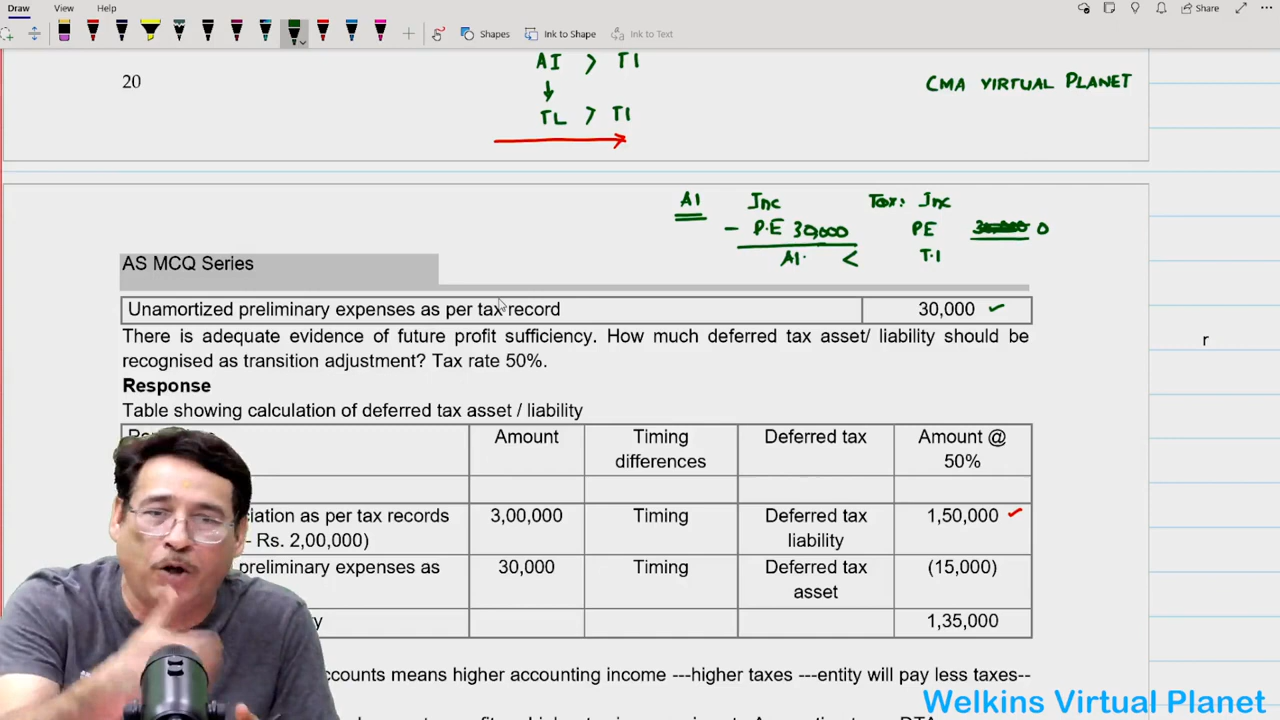 Draw View Help
Share
Shapes Ink to Shape Ink to Text
AI > TI
20
CMA VIRTUAL PLANET
TL > TI
AI Inc Tax: Inc
- P.E 30,000 PE 30,000 0
AI. < T.I
AS MCQ Series
Unamortized preliminary expenses as per tax record 30,000
There is adequate evidence of future profit sufficiency. How much deferred tax asset/ liability should be
recognised as transition adjustment? Tax rate 50%.
r
Response
Table showing calculation of deferred tax asset / liability
Amount Timing differences Deferred tax Amount @ 50%
ciation as per tax records 3,00,000 Timing Deferred tax liability 1,50,000
- Rs. 2,00,000)
preliminary expenses as 30,000 Timing Deferred tax asset (15,000)
y 1,35,000
ccounts means higher accounting income ---higher taxes ---entity will pay less taxes--
Welkins Virtual Planet